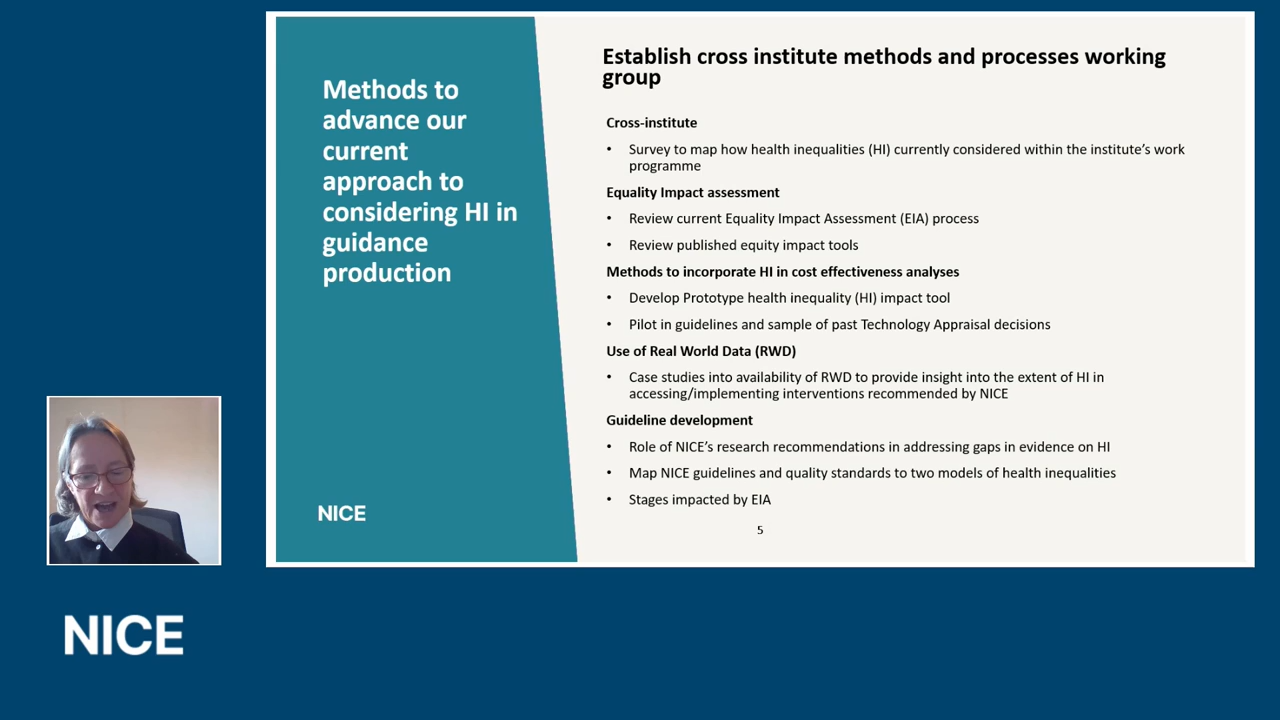 Methods to
advance our
current
approach to
considering HI in
guidance
production
NICE
Establish cross institute methods and processes working
group
Cross-institute
• Survey to map how health inequalities (HI) currently considered within the institute’s work
programme
Equality Impact assessment
• Review current Equality Impact Assessment (EIA) process
• Review published equity impact tools
Methods to incorporate HI in cost effectiveness analyses
• Develop Prototype health inequality (HI) impact tool
• Pilot in guidelines and sample of past Technology Appraisal decisions
Use of Real World Data (RWD)
• Case studies into availability of RWD to provide insight into the extent of HI in
accessing/implementing interventions recommended by NICE
Guideline development
• Role of NICE’s research recommendations in addressing gaps in evidence on HI
• Map NICE guidelines and quality standards to two models of health inequalities
• Stages impacted by EIA
5
NICE